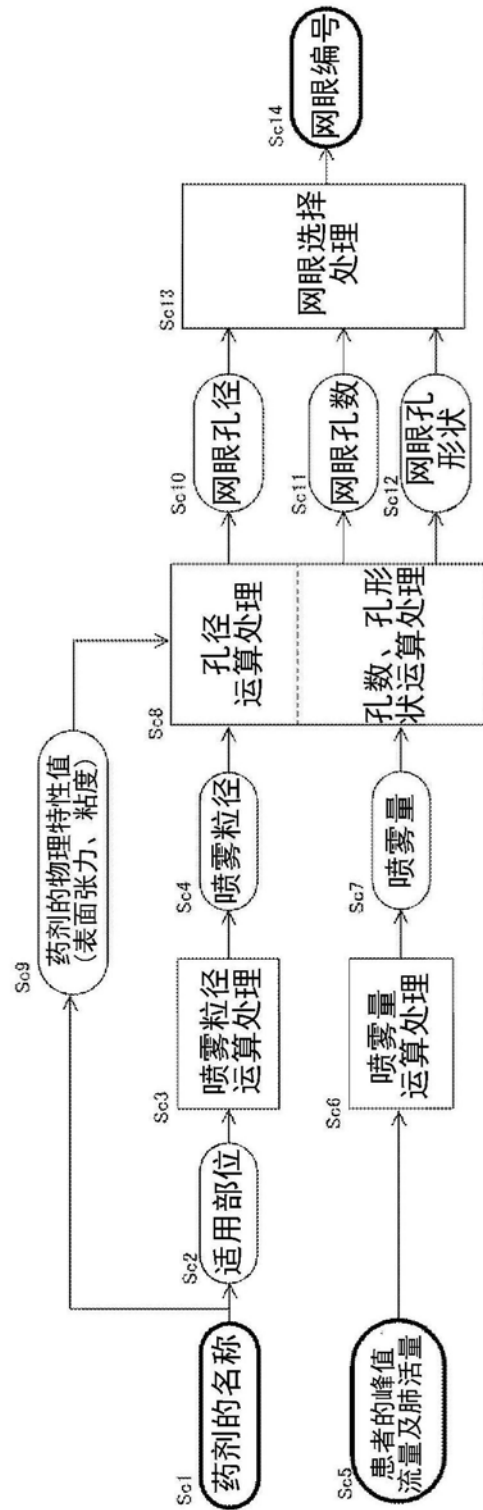 Sc1
药剂的名称
Sc2
适用部位
Sc3
喷雾粒径
运算处理
Sc4
喷雾粒径
Sc9
药剂的物理特性值
(表面张力、粘度)
Sc5
患者的峰值
流量及肺活量
Sc6
喷雾量
运算处理
Sc7
喷雾量
Sc8
孔径
运算处理
孔数、孔形
状运算处理
Sc10
网眼孔径
Sc11
网眼孔数
Sc12
网眼孔
形状
Sc13
网眼选择
处理
Sc14
网眼编号